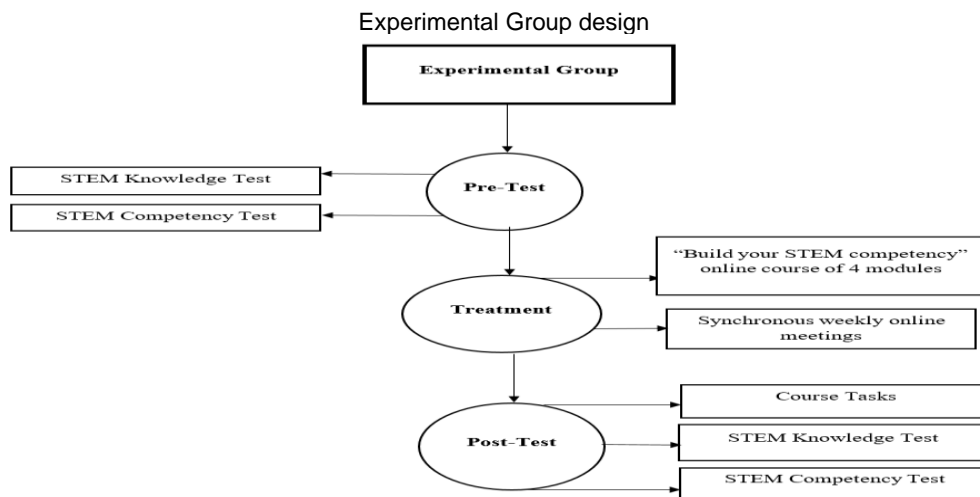 Experimental Group design
Experimental Group
Pre-Test
STEM Knowledge Test
STEM Competency Test
Treatment
“Build your STEM competency”
online course of 4 modules
Synchronous weekly online
meetings
Post-Test
Course Tasks
STEM Knowledge Test
STEM Competency Test